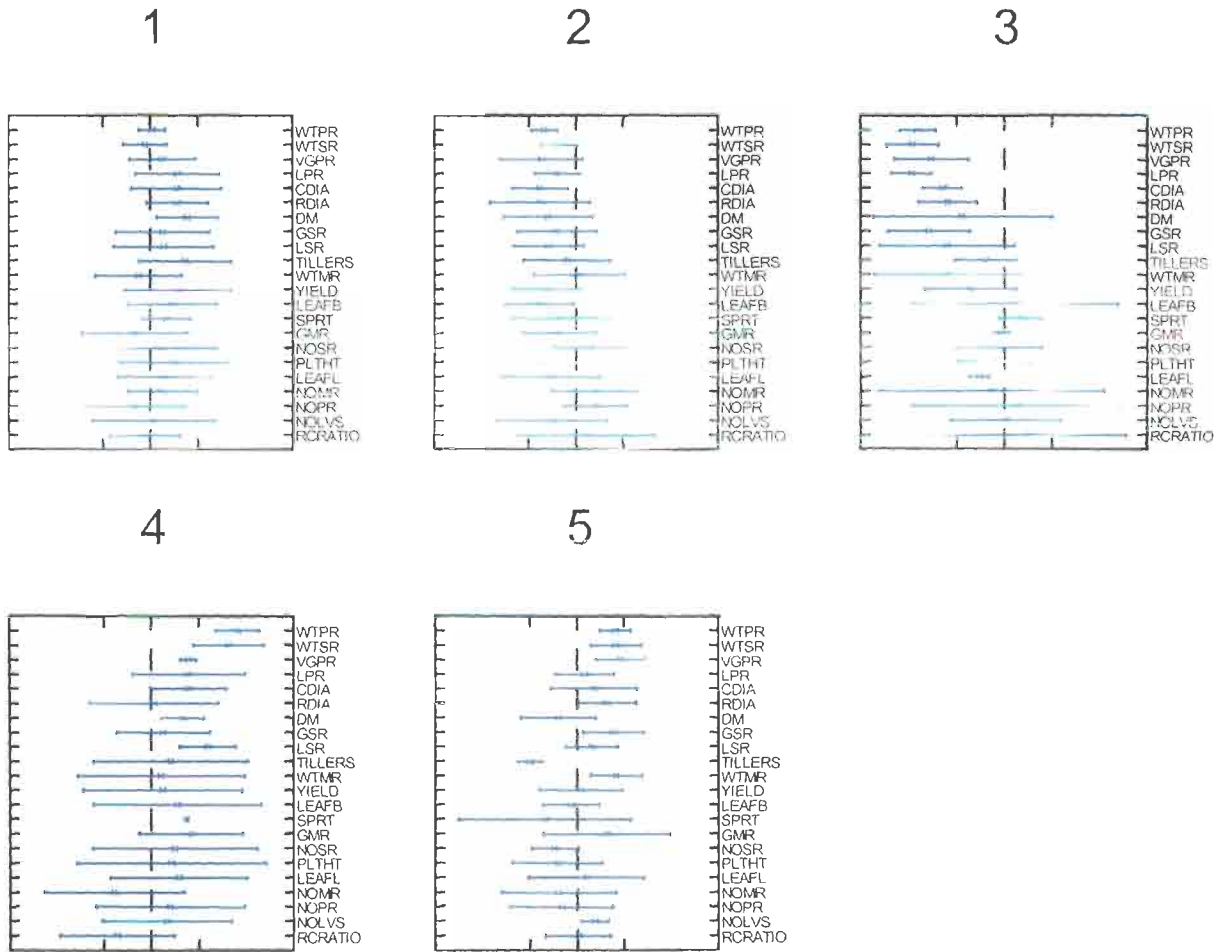 1
2
3
WTPR
WTSR
VGPR
LPR
CDIA
RDIA
DM
GSR
LSR
TILLERS
WTMR
YIELD
LEAFB
SPRT
GMR
NOSR
PLTHT
LEAFL
NOMR
NOPR
NOLVS
RCRATIO
WTPR
WTSR
VGPR
LPR
CDIA
RDIA
DM
GSR
LSR
TILLERS
WTMR
YIELD
LEAFB
SPRT
GMR
NOSR
PLTHT
LEAFL
NOMR
NOPR
NOLVS
RCRATIO
WTPR
WTSR
VGPR
LPR
CDIA
RDIA
DM
GSR
LSR
TILLERS
WTMR
YIELD
LEAFB
SPRT
GMR
NOSR
PLTHT
LEAFL
NOMR
NOPR
NOLVS
RCRATIO
4
5
WTPR
WTSR
VGPR
LPR
CDIA
RDIA
DM
GSR
LSR
TILLERS
WTMR
YIELD
LEAFB
SPRT
GMR
NOSR
PLTHT
LEAFL
NOMR
NOPR
NOLVS
RCRATIO
WTPR
WTSR
VGPR
LPR
CDIA
RDIA
DM
GSR
LSR
TILLERS
WTMR
YIELD
LEAFB
SPRT
GMR
NOSR
PLTHT
LEAFL
NOMR
NOPR
NOLVS
RCRATIO